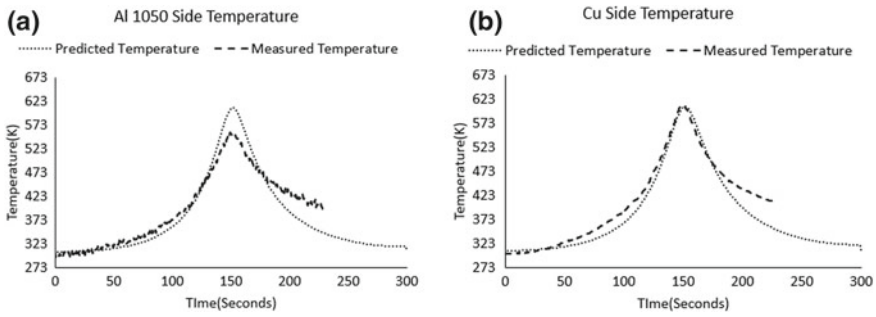 (a)
Al 1050 Side Temperature
Predicted Temperature
Measured Temperature
673
623
573
523
473
423
373
323
273
Temperature(K)
0
50
100
150
200
250
300
TIme(Seconds)
(b)
Cu Side Temperature
Predicted Temperature
Measured Temperature
673
623
573
523
473
423
373
323
273
Temperature(K)
0
50
100
150
200
250
300
TIme(Seconds)